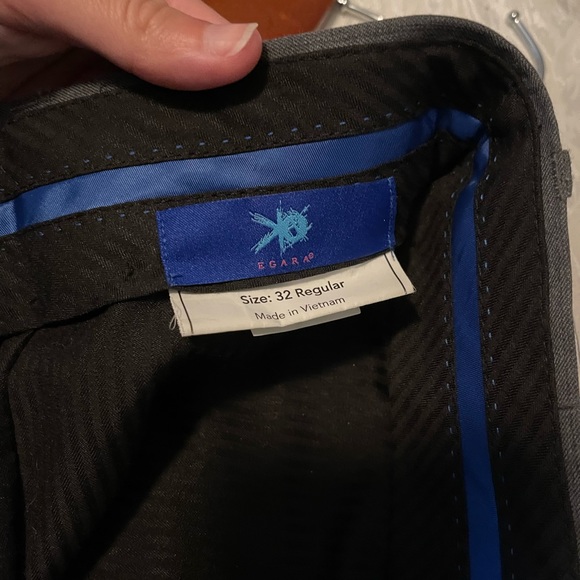 EGARA®
Size: 32 Regular
Made in Vietnam